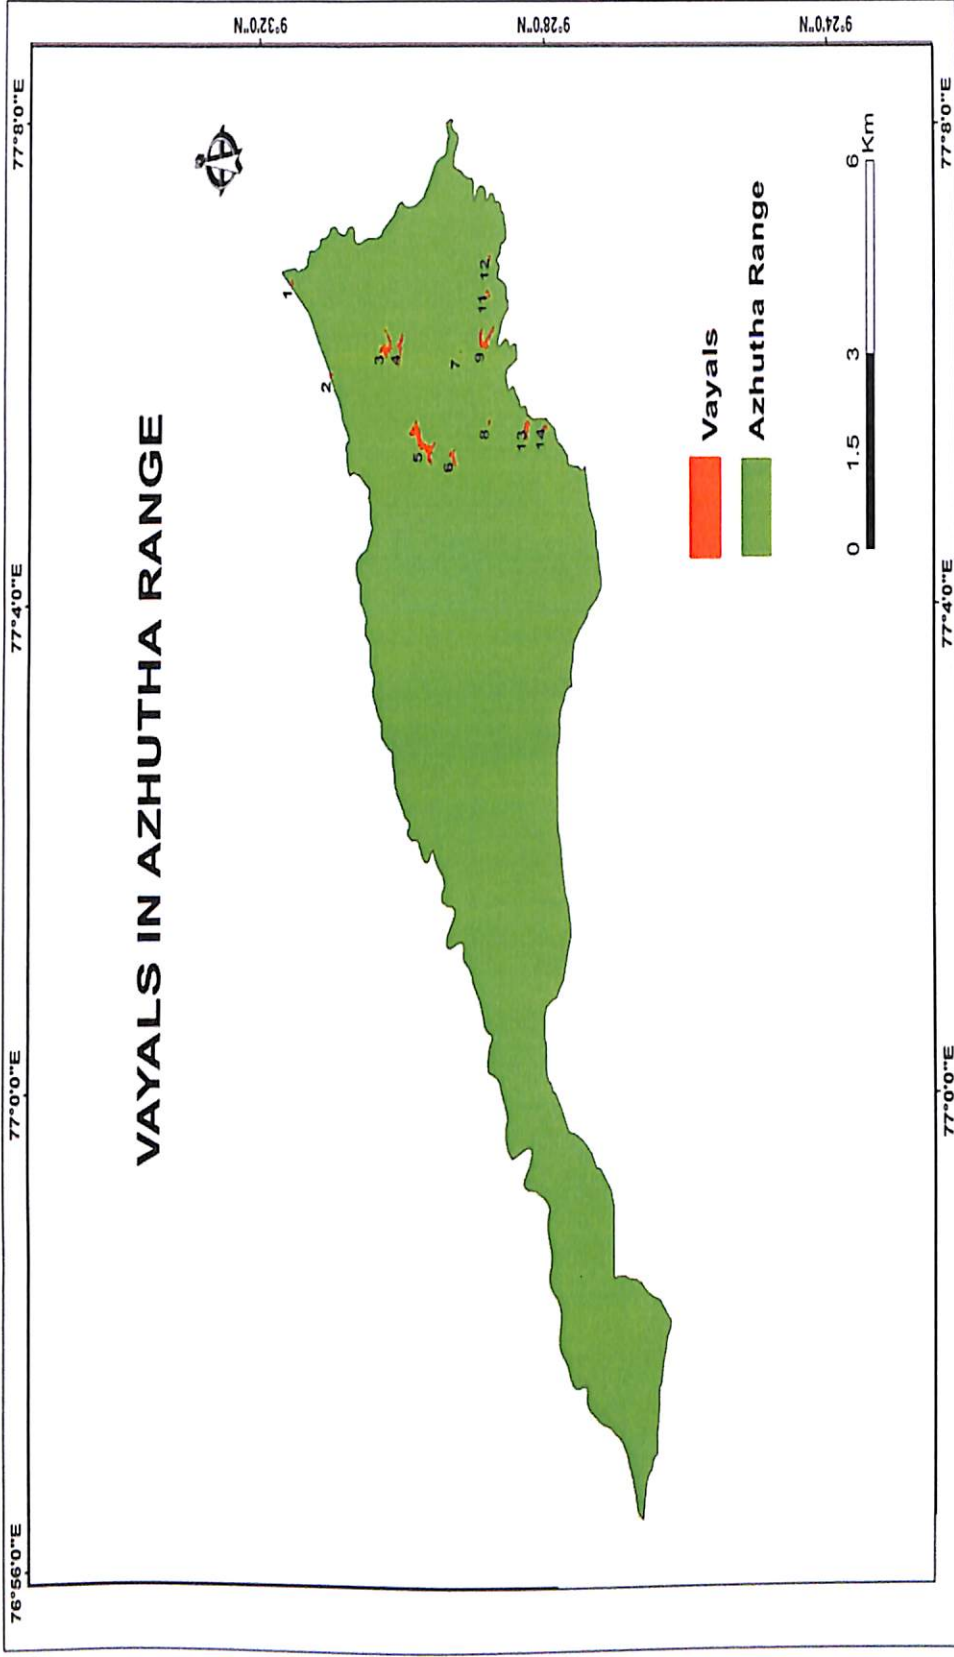 VAYALS IN AZHUTHA RANGE
76°56'0"E
77°0'0"E
77°4'0"E
77°8'0"E
9°32'0"N
9°28'0"N
9°24'0"N
1
2
3
4
5
6
7
8
9
11
12
13
14
Vayals
Azhutha Range
0 1.5 3 6 Km
77°0'0"E
77°4'0"E
77°8'0"E